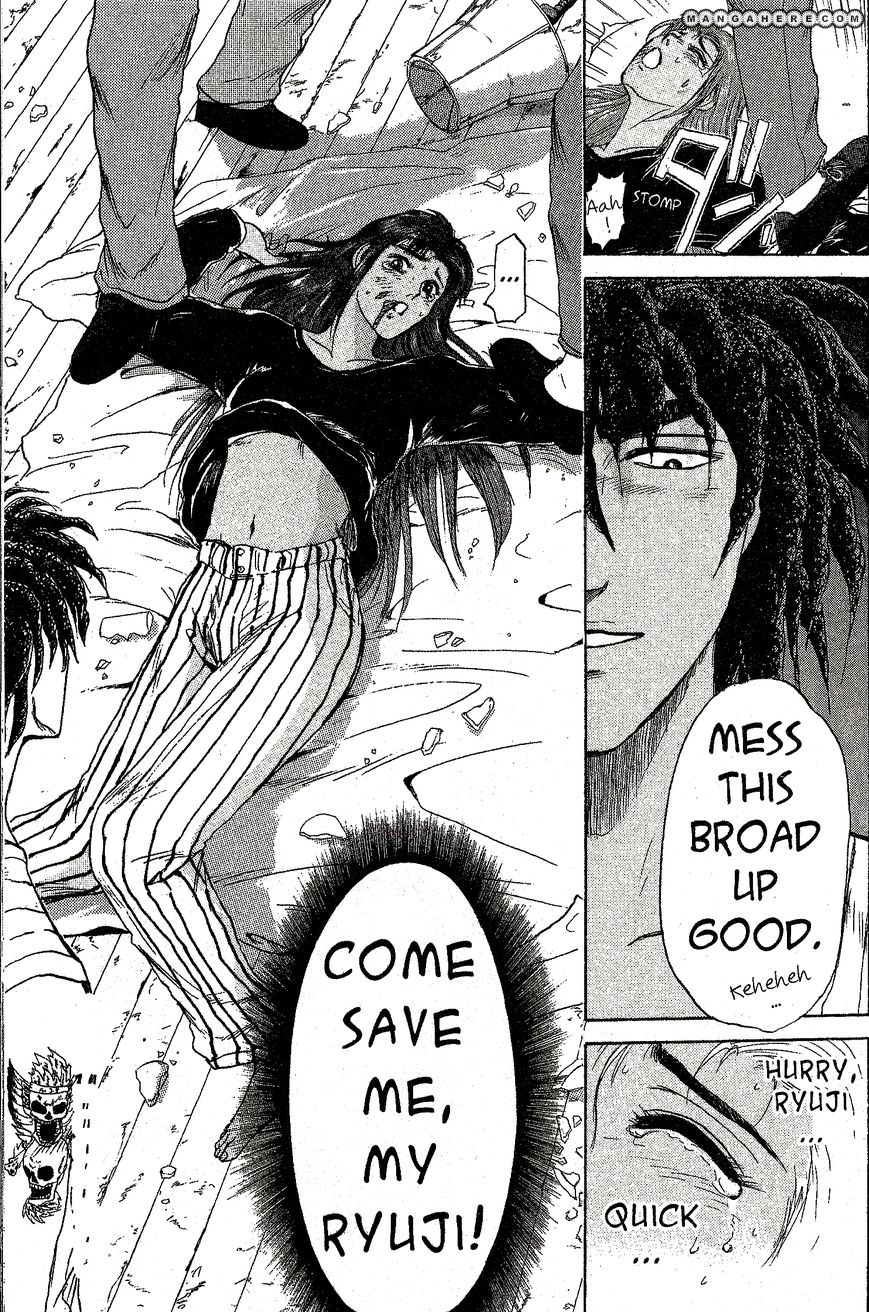 MANGAHERE.COM
ダン
STOMP
Aah
!
MESS
THIS
BROAD
UP
GOOD.
Keheheh
...
HURRY,
RYUJI
...
QUICK
...
...
COME
SAVE
ME,
MY
RYUJI!